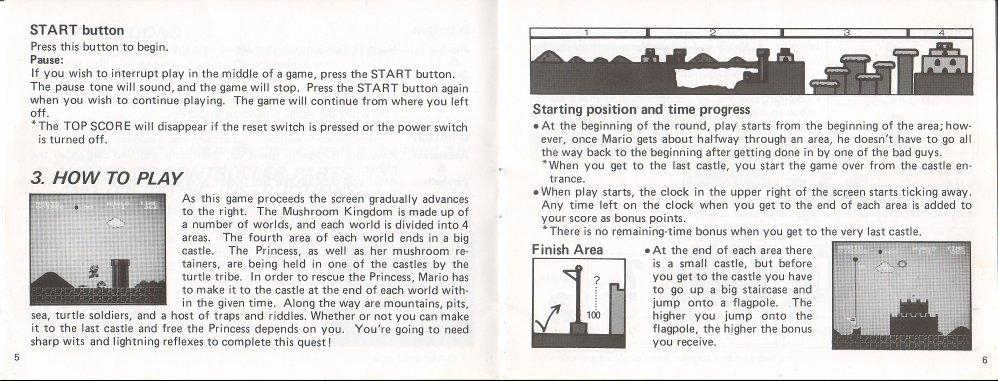 START button
Press this button to begin.
Pause:
If you wish to interrupt play in the middle of a game, press the START button.
The pause tone will sound, and the game will stop. Press the START button again
when you wish to continue playing. The game will continue from where you left
off.
*The TOP SCORE will disappear if the reset switch is pressed or the power switch
is turned off.
3. HOW TO PLAY
As this game proceeds the screen gradually advances
to the right. The Mushroom Kingdom is made up of
a number of worlds, and each world is divided into 4
areas. The fourth area of each world ends in a big
castle. The Princess, as well as her mushroom re-
tainers, are being held in one of the castles by the
turtle tribe. In order to rescue the Princess, Mario has
to make it to the castle at the end of each world with-
in the given time. Along the way are mountains, pits,
sea, turtle soldiers, and a host of traps and riddles. Whether or not you can make
it to the last castle and free the Princess depends on you. You're going to need
sharp wits and lightning reflexes to complete this quest!
5
1 2 3 4
Starting position and time progress
● At the beginning of the round, play starts from the beginning of the area; how-
ever, once Mario gets about halfway through an area, he doesn't have to go all
the way back to the beginning after getting done in by one of the bad guys.
*When you get to the last castle, you start the game over from the castle en-
trance.
● When play starts, the clock in the upper right of the screen starts ticking away.
Any time left on the clock when you get to the end of each area is added to
your score as bonus points.
*There is no remaining-time bonus when you get to the very last castle.
Finish Area
?
100
● At the end of each area there
is a small castle, but before
you get to the castle you have
to go up a big staircase and
jump onto a flagpole. The
higher you jump onto the
flagpole, the higher the bonus
you receive.
6